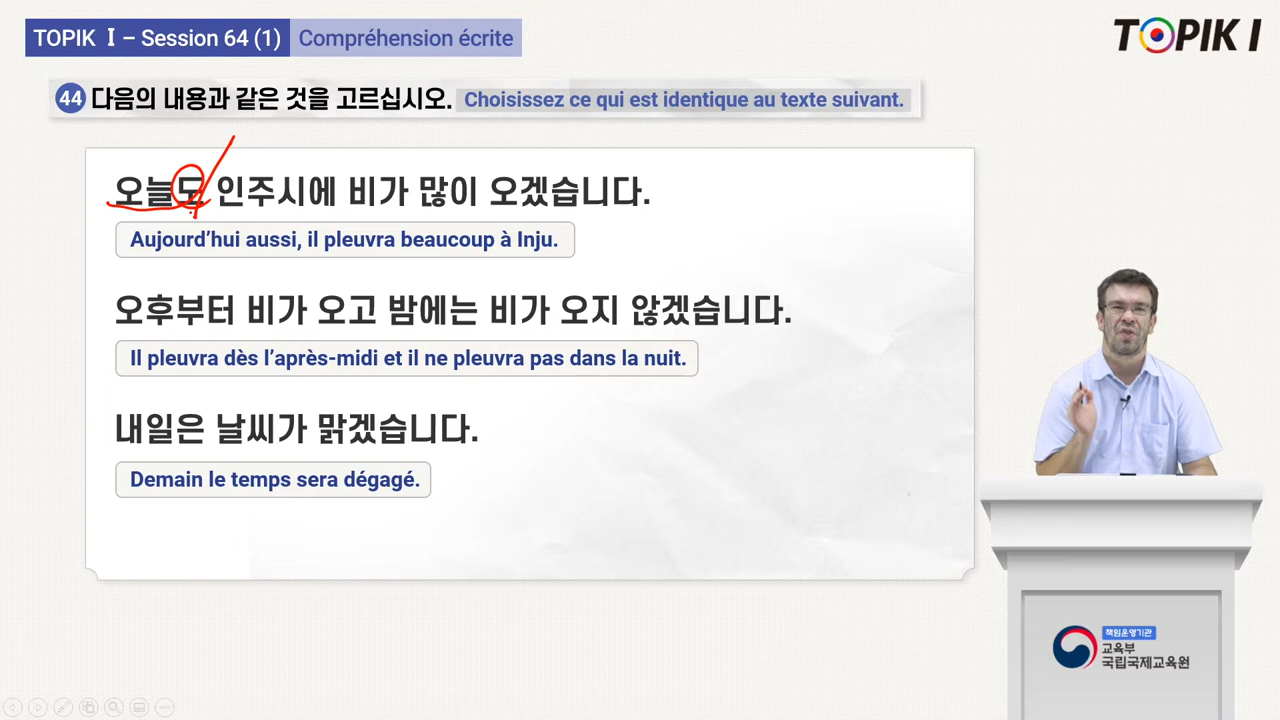 TOPIK I – Session 64 (1) Compréhension écrite
TOPIK I
44 다음의 내용과 같은 것을 고르십시오. Choisissez ce qui est identique au texte suivant.
오늘도 인주시에 비가 많이 오겠습니다.
Aujourd’hui aussi, il pleuvra beaucoup à Inju.
오후부터 비가 오고 밤에는 비가 오지 않겠습니다.
Il pleuvra dès l’après-midi et il ne pleuvra pas dans la nuit.
내일은 날씨가 맑겠습니다.
Demain le temps sera dégagé.
책임운영기관
교육부
국립국제교육원